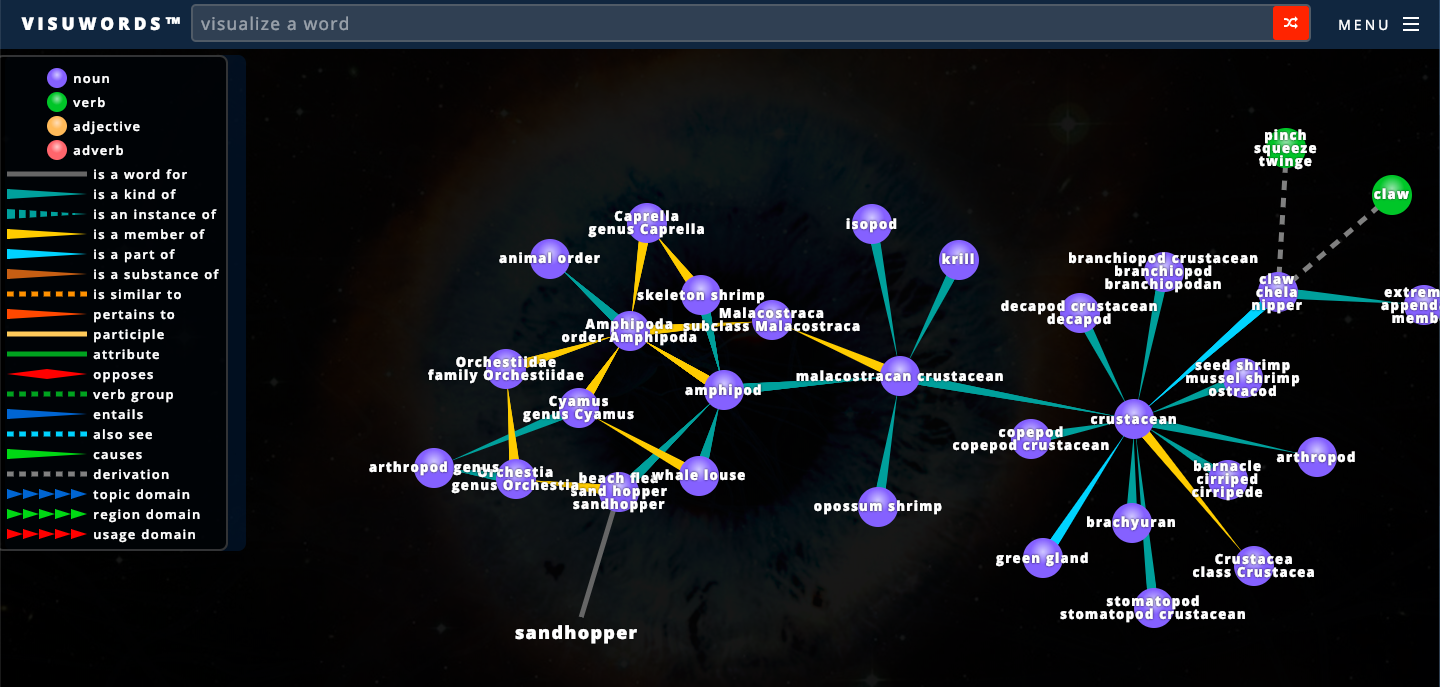 VISUWORDS™
visualize a word
MENU
noun
verb
adjective
adverb
is a word for
is a kind of
is an instance of
is a member of
is a part of
is a substance of
is similar to
pertains to
participle
attribute
opposes
verb group
entails
also see
causes
derivation
topic domain
region domain
usage domain
Caprella
genus Caprella
animal order
skeleton shrimp
Malacostraca
subclass Malacostraca
Amphipoda
order Amphipoda
Orchestiidae
family Orchestiidae
amphipod
Cyamus
genus Cyamus
arthropod genus
Orchestia
genus Orchestia
beach flea
sand hopper
sandhopper
whale louse
sandhopper
isopod
krill
malacostracan crustacean
opossum shrimp
pinch
squeeze
twinge
claw
branchiopod crustacean
branchiopod
branchiopodan
claw
chela
nipper
decapod crustacean
decapod
seed shrimp
mussel shrimp
ostracod
crustacean
copepod
copepod crustacean
arthropod
barnacle
cirriped
cirripede
brachyuran
green gland
Crustacea
class Crustacea
stomatopod
stomatopod crustacean